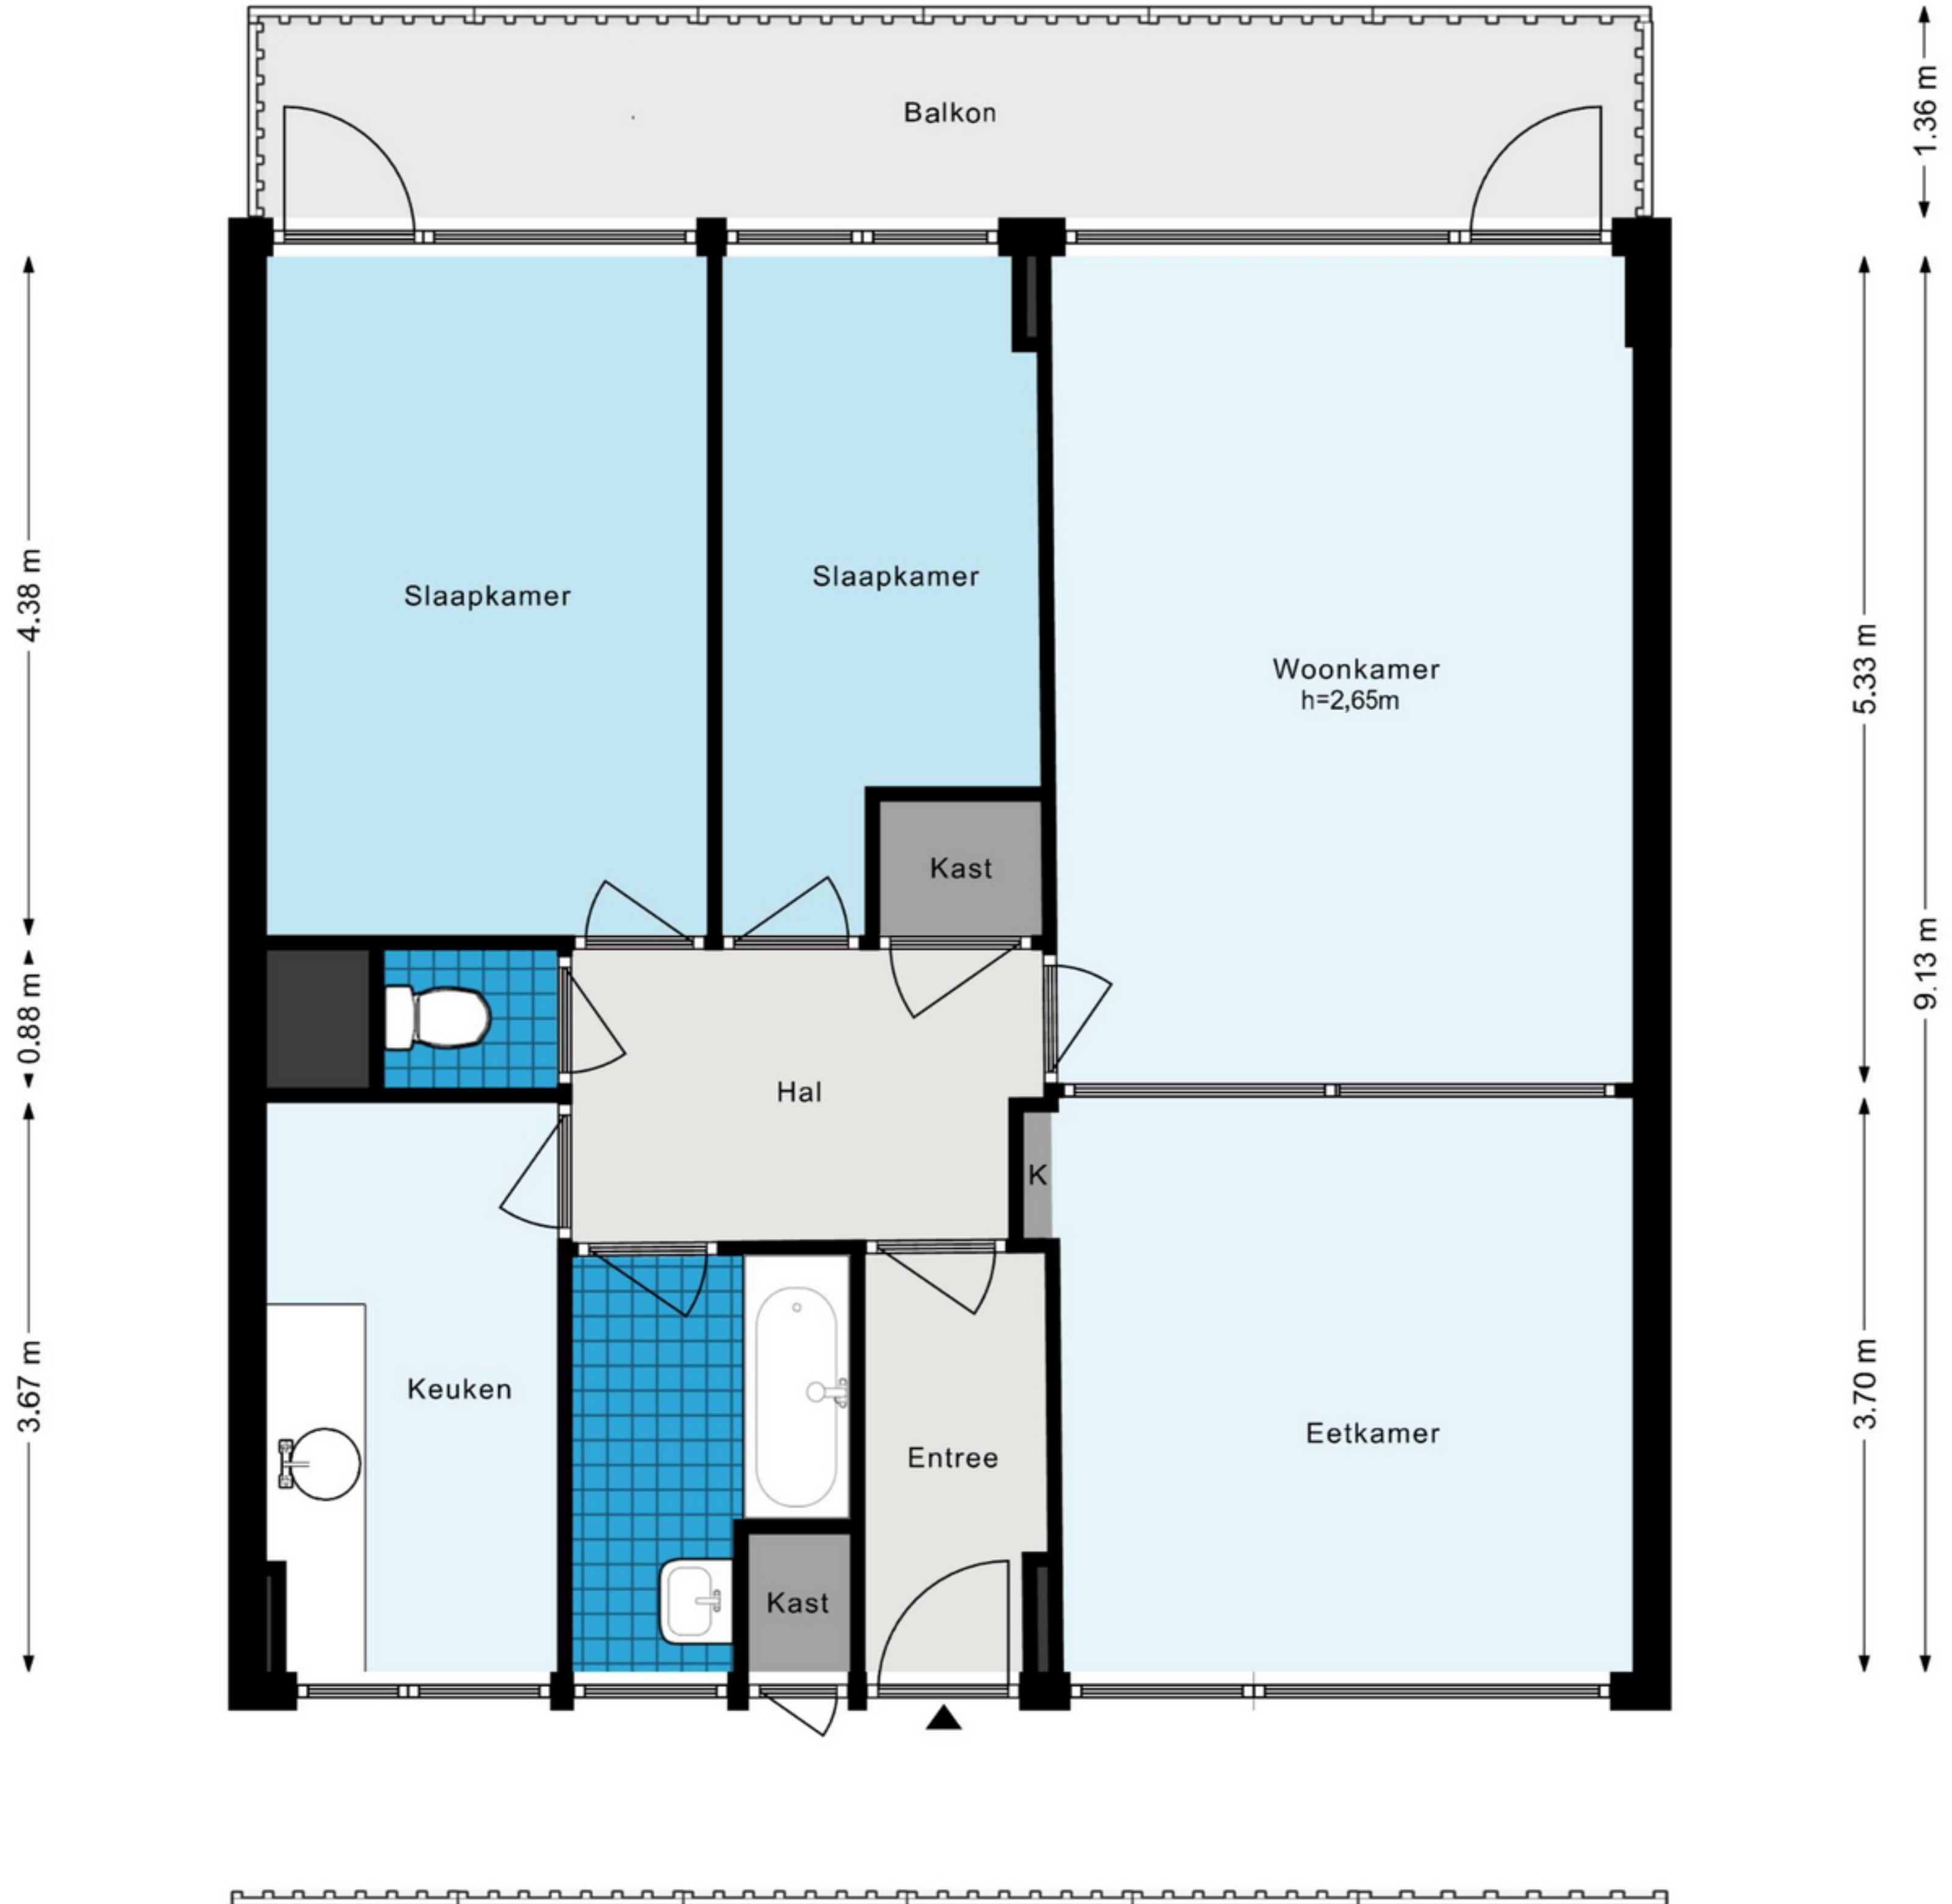 Balkon
1.36 m
Slaapkamer
Slaapkamer
4.38 m
Woonkamer
h=2,65m
5.33 m
Kast
9.13 m
0.88 m
Hal
K
Keuken
3.67 m
Entree
Eetkamer
3.70 m
Kast